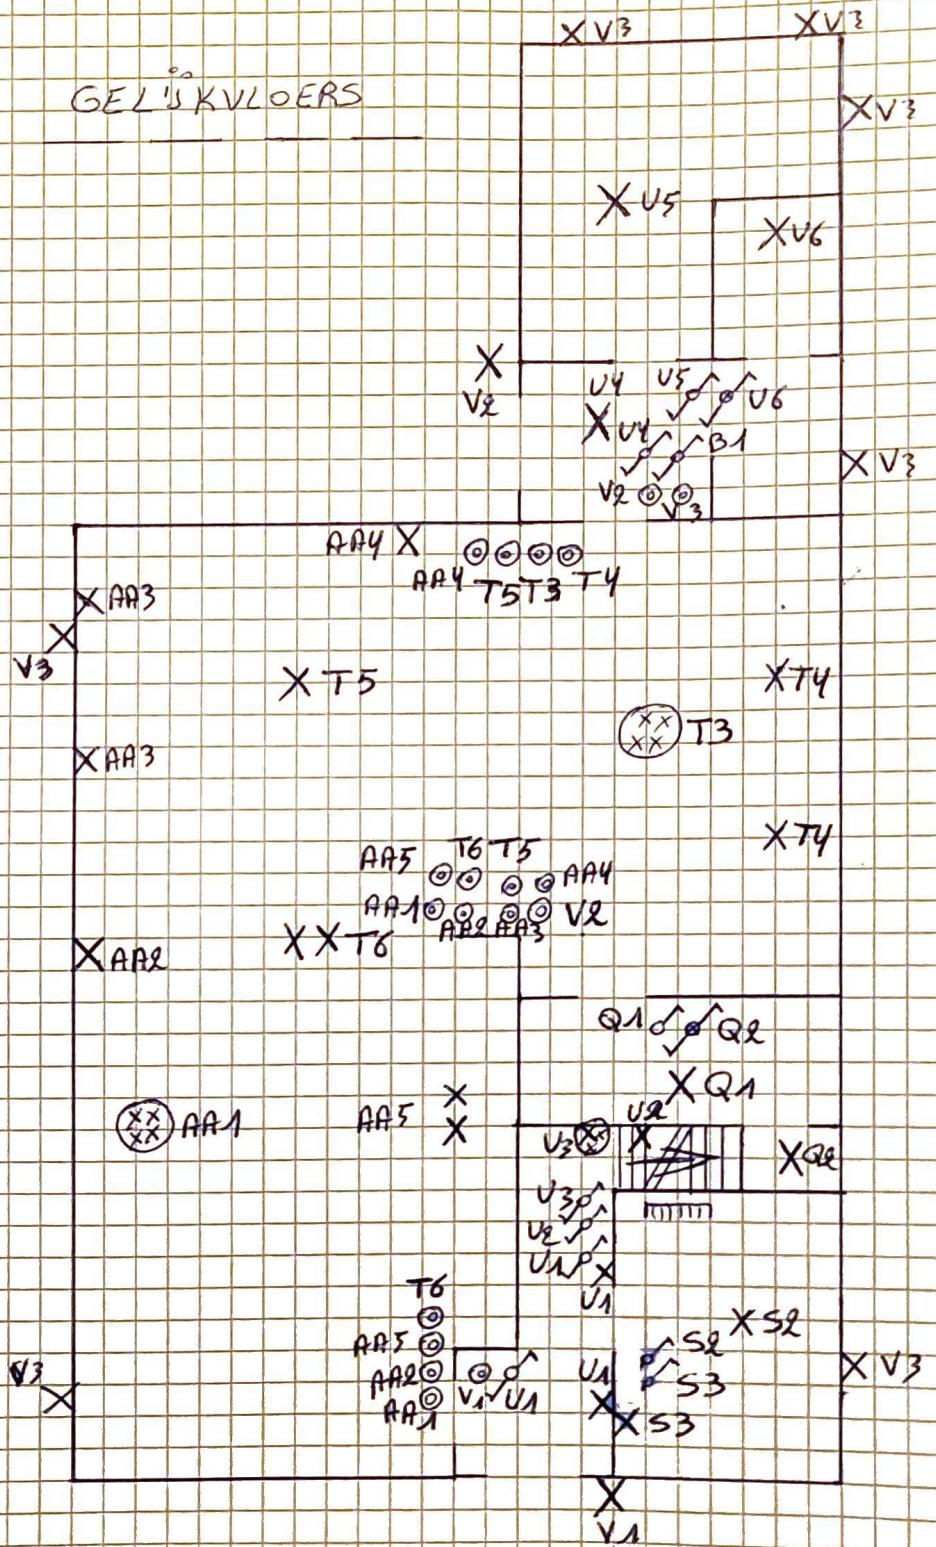 V3 V3
GELIJKVLOERS
V3
U5
U6
V2
U4 U5 U6
U4 B1
V3
V2 V3
AA4
AA4 T5 T3 T4
AA3
V3
T5
T4
T3
AA3
T4
AA5 T6 T5 AA4
AA1 AA2 AA3 V2
T6
AA2
Q1 Q2
Q1
AA5
AA1
U2
U3
Q2
U3
U2
U1
U1
T6
S2
AA5
S2
V3
U1
V3
AA2
V1 U1
S3
AA1
S3
V1